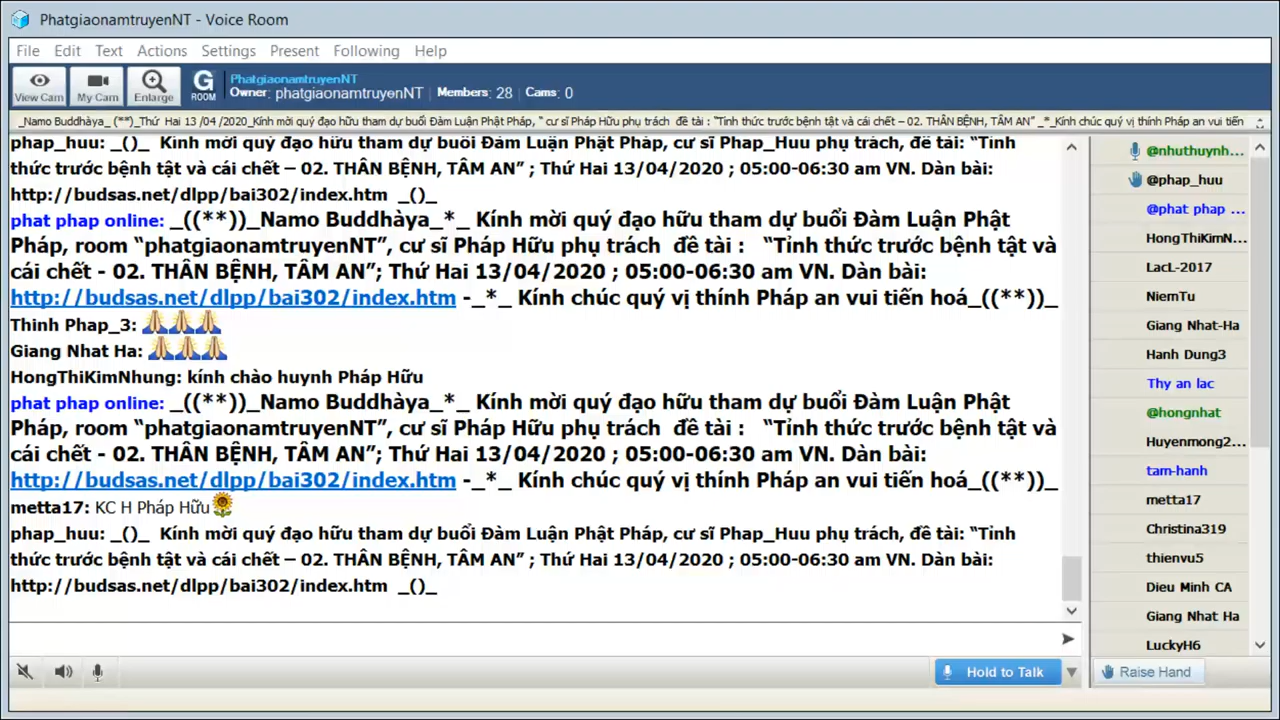 PhatgiaonamtruyenNT - Voice Room
File Edit Text Actions Settings Present Following Help
View Cam My Cam Enlarge G ROOM
PhatgiaonamtruyenNT
Owner: phatgiaonamtruyenNT | Members: 28 | Cams: 0
_Namo Buddhàya_ (**)_Thứ Hai 13 /04 /2020_Kính mời quý đạo hữu tham dự buổi Đàm Luận Phật Pháp, " cư sĩ Pháp Hữu phụ trách đề tài : "Tỉnh thức trước bệnh tật và cái chết – 02. THÂN BỆNH, TÂM AN" _*_Kính chúc quý vị thính Pháp an vui tiến
phap_huu: _()_ Kính mời quý đạo hữu tham dự buổi Đàm Luận Phật Pháp, cư sĩ Phap_Huu phụ trách, đề tài: “Tỉnh
thức trước bệnh tật và cái chết – 02. THÂN BỆNH, TÂM AN” ; Thứ Hai 13/04/2020 ; 05:00-06:30 am VN. Dàn bài:
http://budsas.net/dlpp/bai302/index.htm _()_
phat phap online: _((**))_Namo Buddhàya_*_ Kính mời quý đạo hữu tham dự buổi Đàm Luận Phật
Pháp, room “phatgiaonamtruyenNT”, cư sĩ Pháp Hữu phụ trách đề tài : “Tỉnh thức trước bệnh tật và
cái chết - 02. THÂN BỆNH, TÂM AN”; Thứ Hai 13/04/2020 ; 05:00-06:30 am VN. Dàn bài:
http://budsas.net/dlpp/bai302/index.htm -_*_ Kính chúc quý vị thính Pháp an vui tiến hoá_((**))_
Thinh Phap_3: 🙏🙏🙏
Giang Nhat Ha: 🙏🙏🙏
HongThiKimNhung: kính chào huynh Pháp Hữu
phat phap online: _((**))_Namo Buddhàya_*_ Kính mời quý đạo hữu tham dự buổi Đàm Luận Phật
Pháp, room “phatgiaonamtruyenNT”, cư sĩ Pháp Hữu phụ trách đề tài : “Tỉnh thức trước bệnh tật và
cái chết - 02. THÂN BỆNH, TÂM AN”; Thứ Hai 13/04/2020 ; 05:00-06:30 am VN. Dàn bài:
http://budsas.net/dlpp/bai302/index.htm -_*_ Kính chúc quý vị thính Pháp an vui tiến hoá_((**))_
metta17: KC H Pháp Hữu🌻
phap_huu: _()_ Kính mời quý đạo hữu tham dự buổi Đàm Luận Phật Pháp, cư sĩ Phap_Huu phụ trách, đề tài: “Tỉnh
thức trước bệnh tật và cái chết – 02. THÂN BỆNH, TÂM AN” ; Thứ Hai 13/04/2020 ; 05:00-06:30 am VN. Dàn bài:
http://budsas.net/dlpp/bai302/index.htm _()_
@nhuthuynh...
@phap_huu
@phat phap ...
HongThiKimN...
LacL-2017
NiemTu
Giang Nhat-Ha
Hanh Dung3
Thy an lac
@hongnhat
Huyenmong2...
tam-hanh
metta17
Christina319
thienvu5
Dieu Minh CA
Giang Nhat Ha
LuckyH6
Hold to Talk
Raise Hand